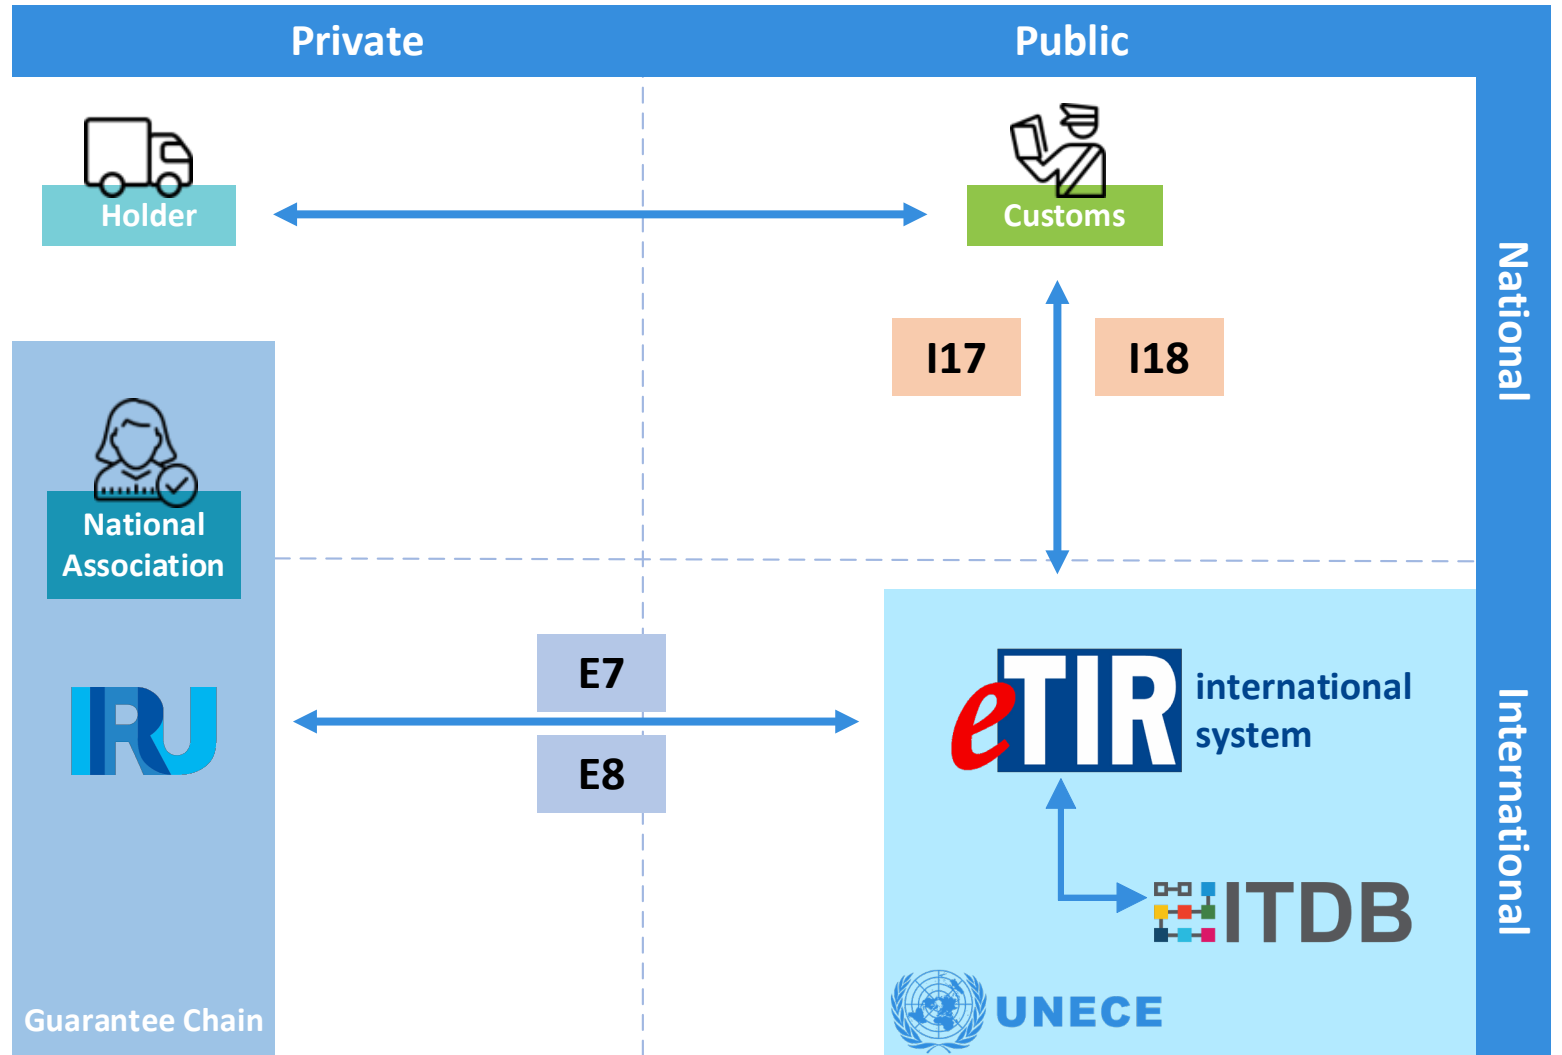 Private
Public
Holder
Customs
National
I17
I18
National
Association
E7
E8
IRU
eTIR
international
system
International
ITDB
Guarantee Chain
UNECE